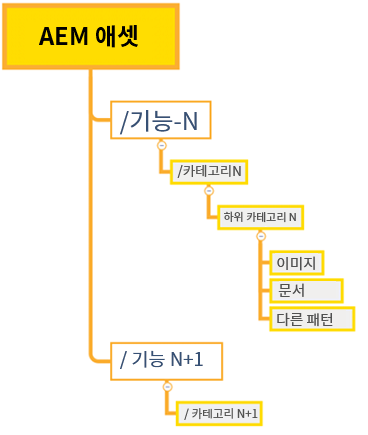 AEM 애셋
/기능-N
/카테고리N
하위 카테고리 N
이미지
문서
다른 패턴
/ 기능 N+1
/ 카테고리 N+1